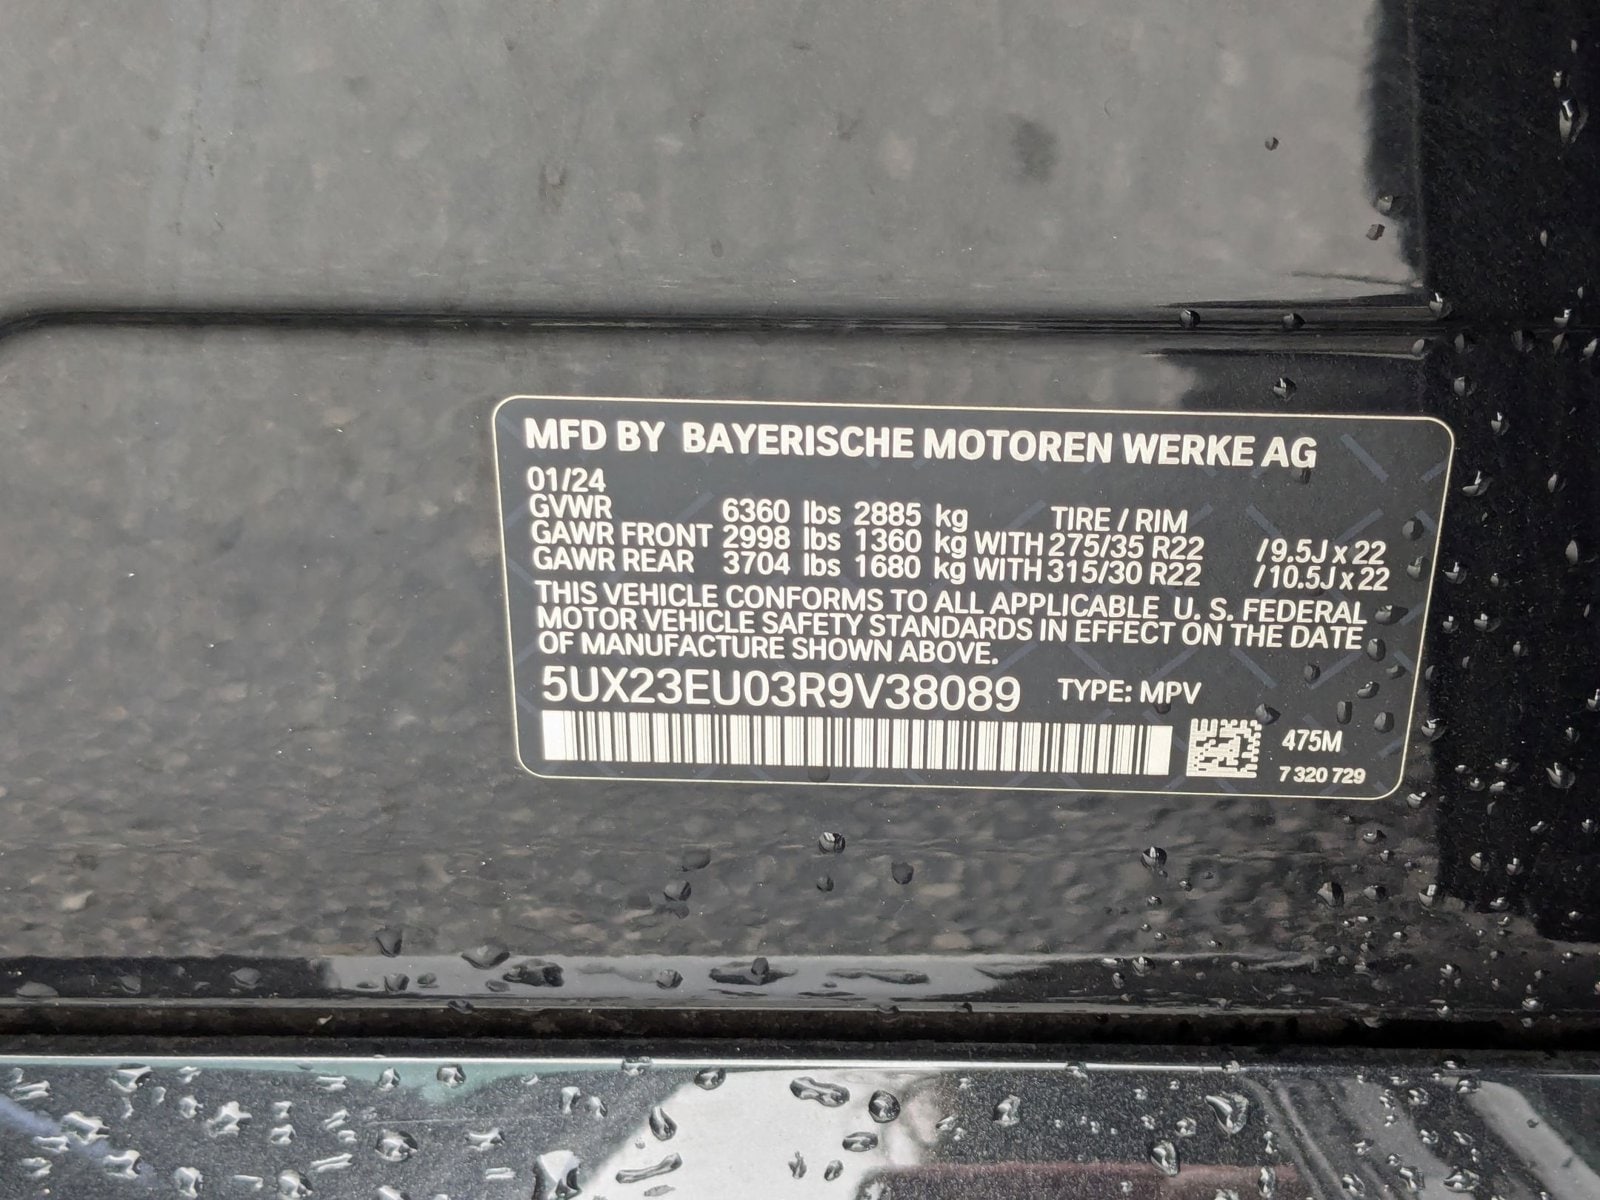 MFD BY BAYERISCHE MOTOREN WERKE AG
01/24
GVWR 6360 lbs 2885 kg TIRE / RIM
GAWR FRONT 2998 lbs 1360 kg WITH 275/35 R22 / 9.5J x 22
GAWR REAR 3704 lbs 1680 kg WITH 315/30 R22 / 10.5J x 22
THIS VEHICLE CONFORMS TO ALL APPLICABLE U. S. FEDERAL
MOTOR VEHICLE SAFETY STANDARDS IN EFFECT ON THE DATE
OF MANUFACTURE SHOWN ABOVE.
5UX23EU03R9V38089 TYPE: MPV
475M
7 320 729